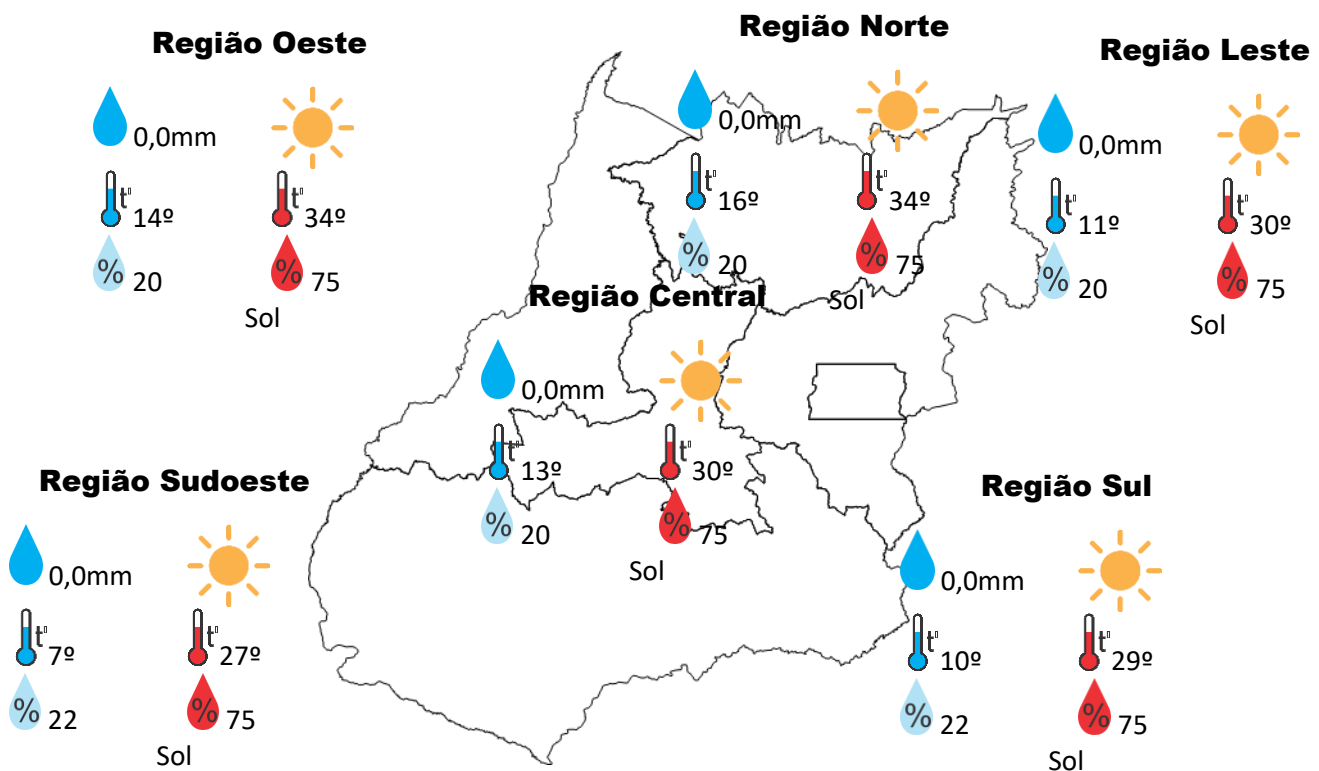 Região Oeste
0,0mm
t°
14º
t°
34º
% 20
% 75
Sol
Região Norte
0,0mm
t°
16º
t°
34º
% 20
% 75
Sol
Região Leste
0,0mm
t°
11º
t°
30º
% 20
% 75
Sol
Região Central
0,0mm
t°
13º
t°
30º
% 20
% 75
Sol
Região Sudoeste
0,0mm
t°
7º
t°
27º
% 22
% 75
Sol
Região Sul
0,0mm
t°
10º
t°
29º
% 22
% 75
Sol